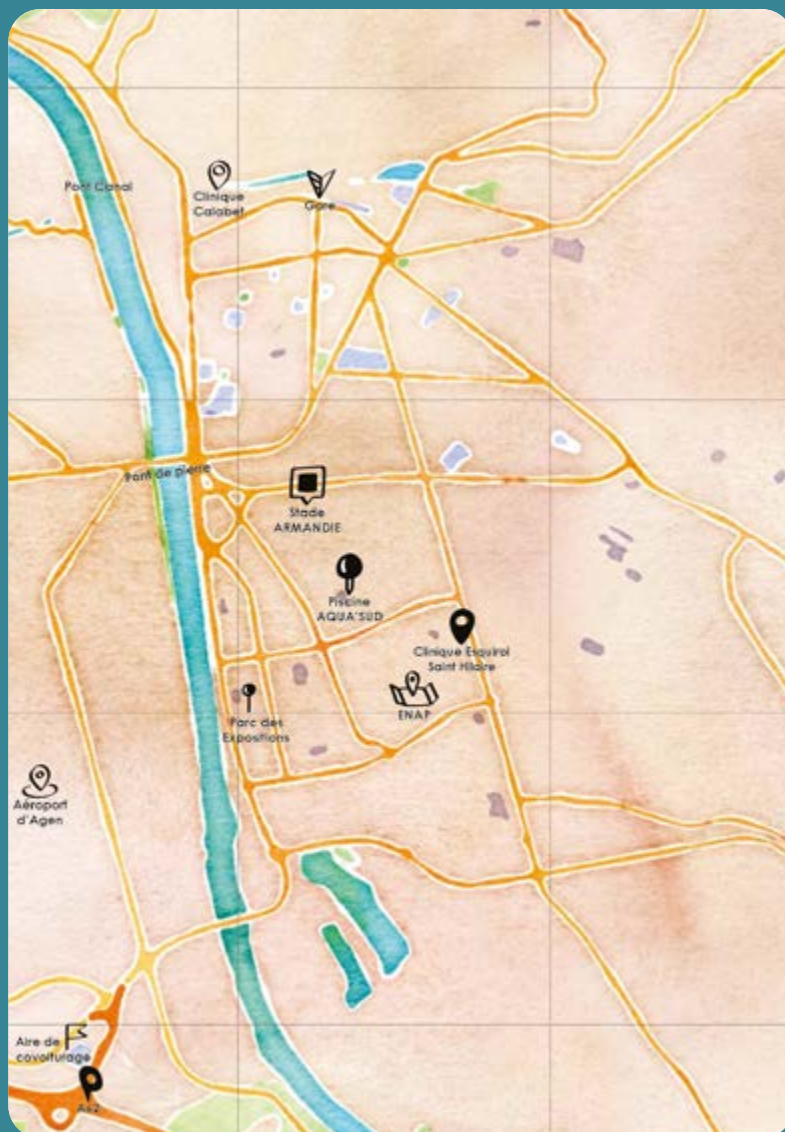 Pont Canal
Clinique
Calabet
Gare
Pont de pierre
Stade
ARMANDIE
Piscine
AQUA'SUD
Clinique Esquirol
Saint Hilaire
ENAP
Parc des
Expositions
Aéroport
d'Agen
Aire de
covoiturage
A62